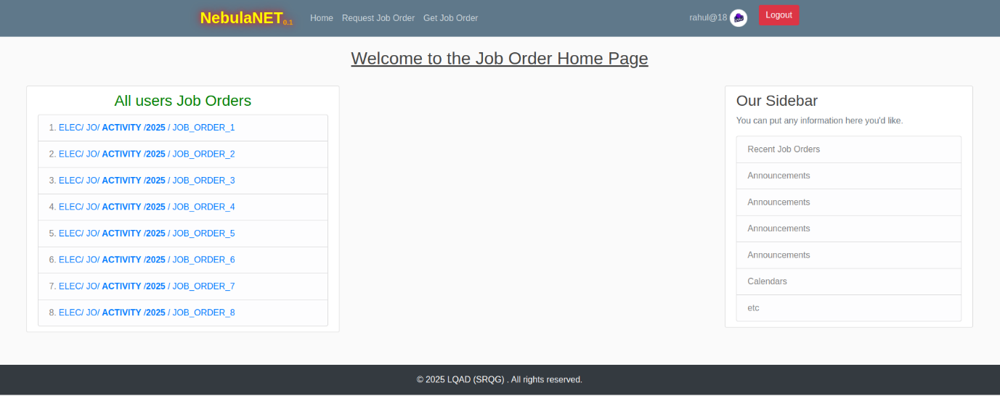 NebulaNET0.1 Home Request Job Order Get Job Order rahul@18 Logout
Welcome to the Job Order Home Page
All users Job Orders
1. ELEC/ JO/ ACTIVITY /2025 / JOB_ORDER_1
2. ELEC/ JO/ ACTIVITY /2025 / JOB_ORDER_2
3. ELEC/ JO/ ACTIVITY /2025 / JOB_ORDER_3
4. ELEC/ JO/ ACTIVITY /2025 / JOB_ORDER_4
5. ELEC/ JO/ ACTIVITY /2025 / JOB_ORDER_5
6. ELEC/ JO/ ACTIVITY /2025 / JOB_ORDER_6
7. ELEC/ JO/ ACTIVITY /2025 / JOB_ORDER_7
8. ELEC/ JO/ ACTIVITY /2025 / JOB_ORDER_8
Our Sidebar
You can put any information here you'd like.
Recent Job Orders
Announcements
Announcements
Announcements
Announcements
Calendars
etc
© 2025 LQAD (SRQG) . All rights reserved.